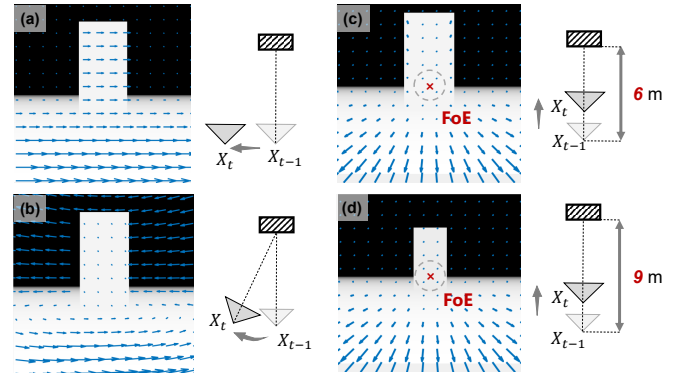 (a)
X_t
X_{t−1}
(b)
X_t
X_{t−1}
(c)
FoE
X_t
X_{t−1}
6 m
(d)
FoE
X_t
X_{t−1}
9 m